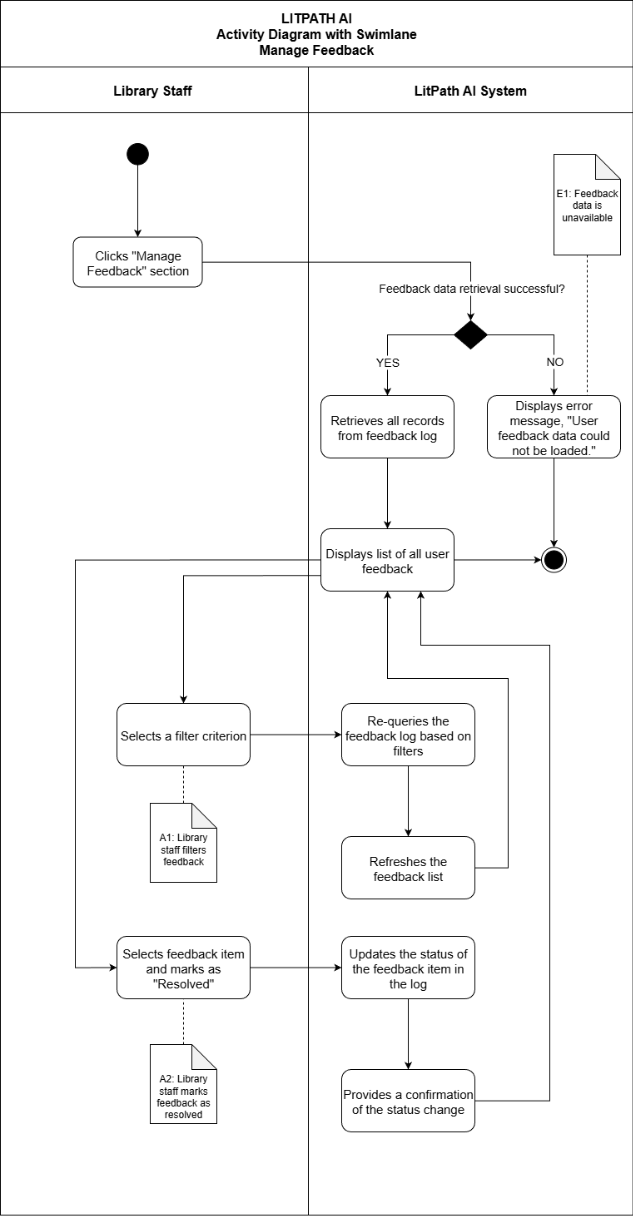 LITPATH AI
Activity Diagram with Swimlane
Manage Feedback
Library Staff
LitPath AI System
E1: Feedback
data is
unavailable
Clicks "Manage
Feedback" section
Feedback data retrieval successful?
YES
NO
Retrieves all records
from feedback log
Displays error
message, "User
feedback data could
not be loaded."
Displays list of all user
feedback
Selects a filter criterion
Re-queries the
feedback log based on
filters
A1: Library
staff filters
feedback
Refreshes the
feedback list
Selects feedback item
and marks as
"Resolved"
Updates the status of
the feedback item in
the log
A2: Library
staff marks
feedback as
resolved
Provides a confirmation
of the status change